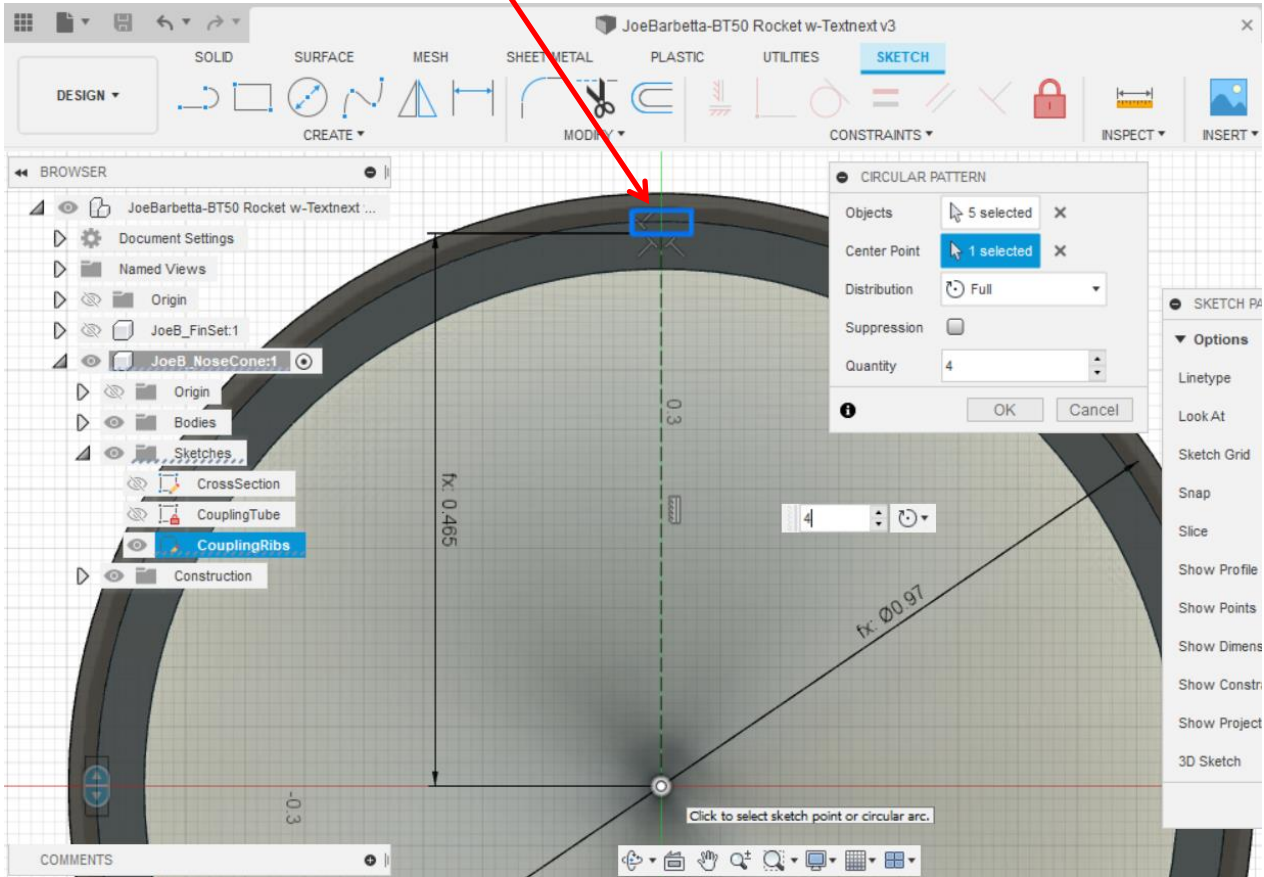 JoeBarbetta-BT50 Rocket w-Textnext v3
SOLID SURFACE MESH SHEET METAL PLASTIC UTILITIES SKETCH
DESIGN
CREATE MODIFY CONSTRAINTS INSPECT INSERT
BROWSER
JoeBarbetta-BT50 Rocket w-Textnext ...
Document Settings
Named Views
Origin
JoeB_FinSet:1
JoeB_NoseCone:1
Origin
Bodies
Sketches
CrossSection
CouplingTube
CouplingRibs
Construction
CIRCULAR PATTERN
Objects 5 selected
Center Point 1 selected
Distribution Full
Suppression
Quantity 4
OK Cancel
SKETCH PA
Options
Linetype
Look At
Sketch Grid
Snap
Slice
Show Profile
Show Points
Show Dimens
Show Constra
Show Project
3D Sketch
0.3
fx: 0.465
4
fx: Ø0.97
-0.3
Click to select sketch point or circular arc.
COMMENTS